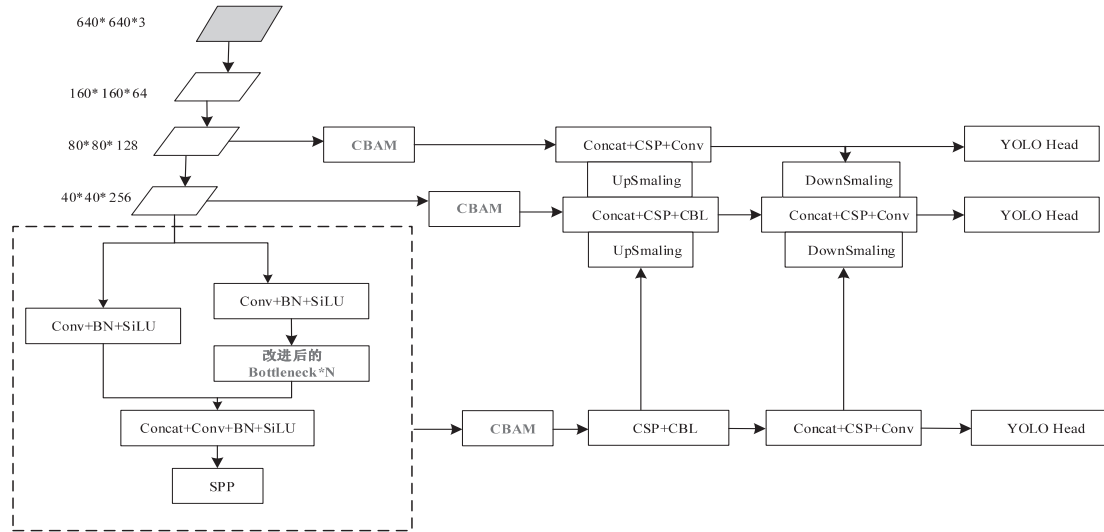 640*640*3
160*160*64
80*80*128
CBAM
Concat+CSP+Conv
YOLO Head
UpSmaling
DownSmaling
40*40*256
CBAM
Concat+CSP+CBL
Concat+CSP+Conv
YOLO Head
UpSmaling
DownSmaling
Conv+BN+SiLU
Conv+BN+SiLU
改进后的
Bottleneck*N
Concat+Conv+BN+SiLU
CBAM
CSP+CBL
Concat+CSP+Conv
YOLO Head
SPP